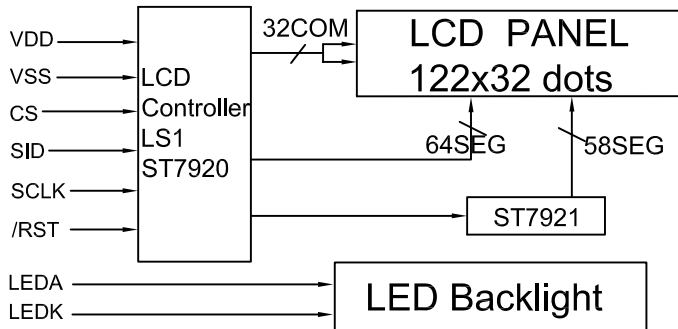 VDD
VSS
CS
SID
SCLK
/RST
LCD
Controller
LS1
ST7920
32COM
LCD PANEL
122x32 dots
64SEG
58SEG
ST7921
LEDA
LEDK
LED Backlight